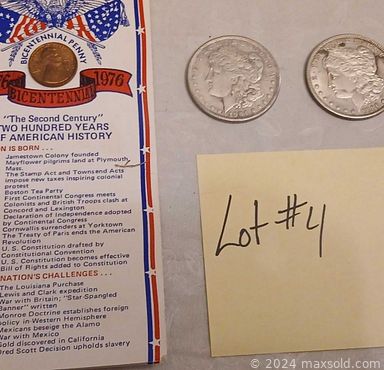 BICENTENNIAL PENNY
76 1976
BICENTENNIAL
"The Second Century"
TWO HUNDRED YEARS
OF AMERICAN HISTORY
ON IS BORN . . .
Jamestown Colony founded
Mayflower pilgrims land at Plymouth,
Mass.
The Stamp Act and Townsend Acts
impose new taxes inspiring colonial
protest
Boston Tea Party
First Continental Congress meets
Colonists and British Troops clash at
Concord and Lexington
Declaration of Independence adopted
by Continental Congress
Cornwallis surrenders at Yorktown
The Treaty of Paris ends the American
Revolution
U. S. Constitution drafted by
Constitutional Convention
U. S. Constitution becomes effective
Bill of Rights added to Constitution
NATION'S CHALLENGES . . .
The Louisiana Purchase
Lewis and Clark expedition
War with Britain; "Star-Spangled
Banner" written
Monroe Doctrine establishes foreign
policy in Western Hemisphere
Mexicans besiege the Alamo
War with Mexico
Gold discovered in California
Dred Scott Decision upholds slavery
Lot #4
© 2024 maxsold.com